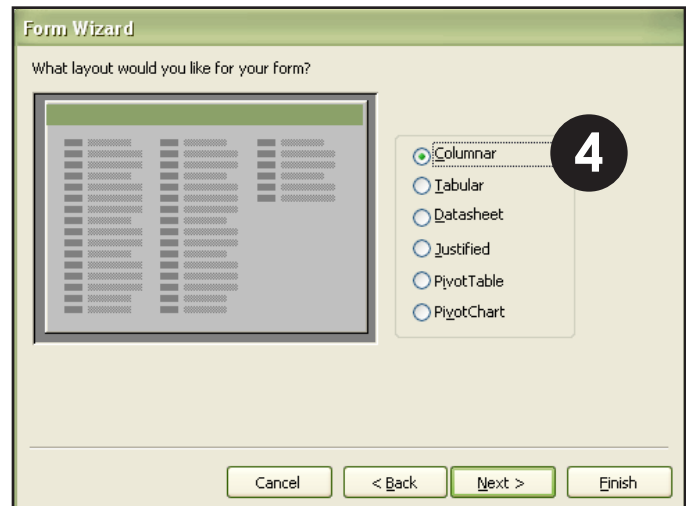 Form Wizard
What layout would you like for your form?
Columnar
4
Tabular
Datasheet
Justified
PivotTable
PivotChart
Cancel
< Back
Next >
Finish